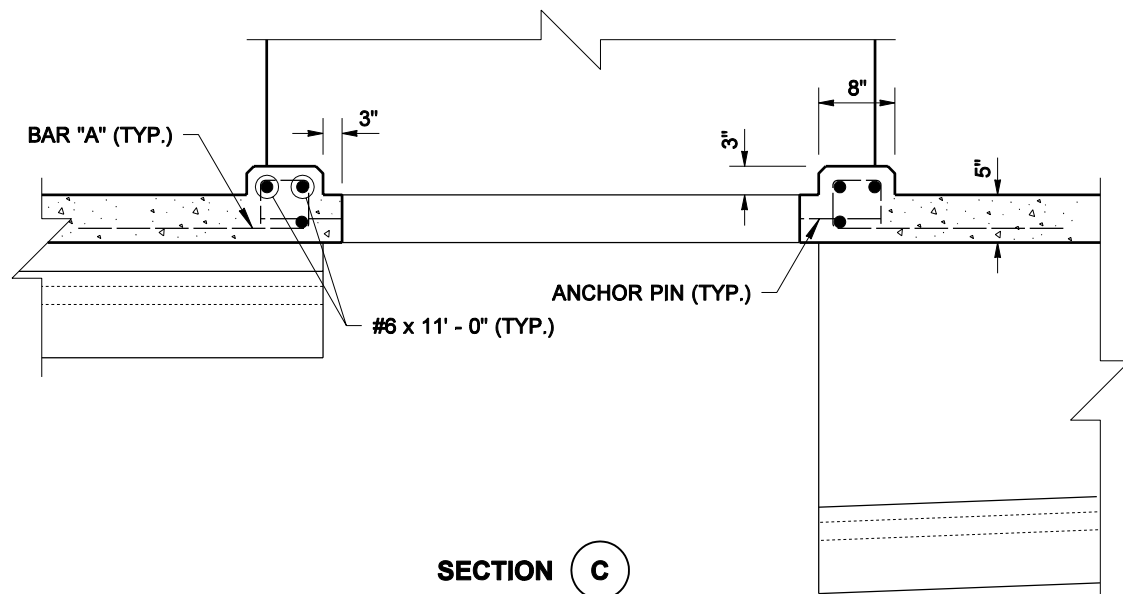 8"
3"
BAR "A" (TYP.)
3"
5"
ANCHOR PIN (TYP.)
#6 x 11' - 0" (TYP.)
SECTION C